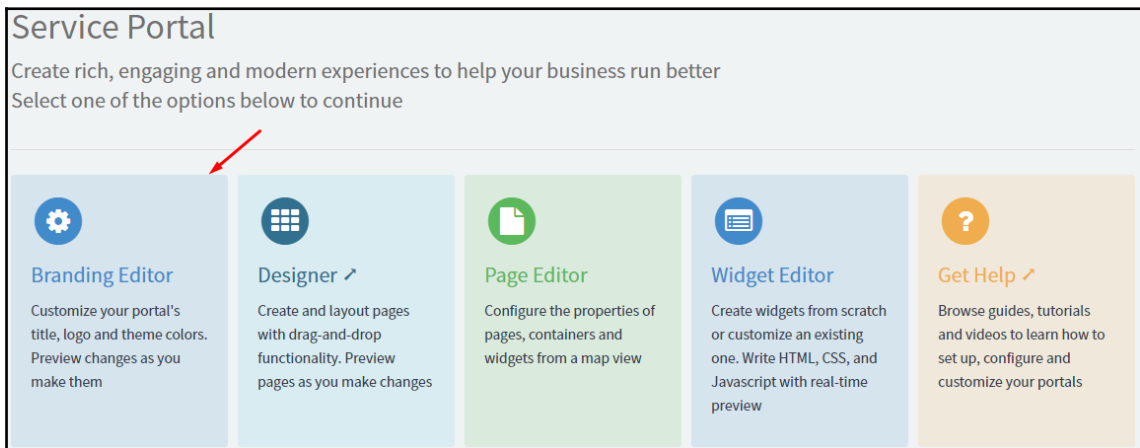 Service Portal
Create rich, engaging and modern experiences to help your business run better
Select one of the options below to continue
Branding Editor
Customize your portal's
title, logo and theme colors.
Preview changes as you
make them
Designer ⤢
Create and layout pages
with drag-and-drop
functionality. Preview
pages as you make changes
Page Editor
Configure the properties of
pages, containers and
widgets from a map view
Widget Editor
Create widgets from scratch
or customize an existing
one. Write HTML, CSS, and
Javascript with real-time
preview
?
Get Help ⤢
Browse guides, tutorials
and videos to learn how to
set up, configure and
customize your portals